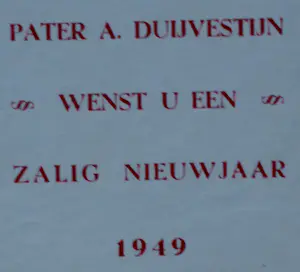 PATER A. DUIJVESTIJN
WENST U EEN
ZALIG NIEUWJAAR
1949